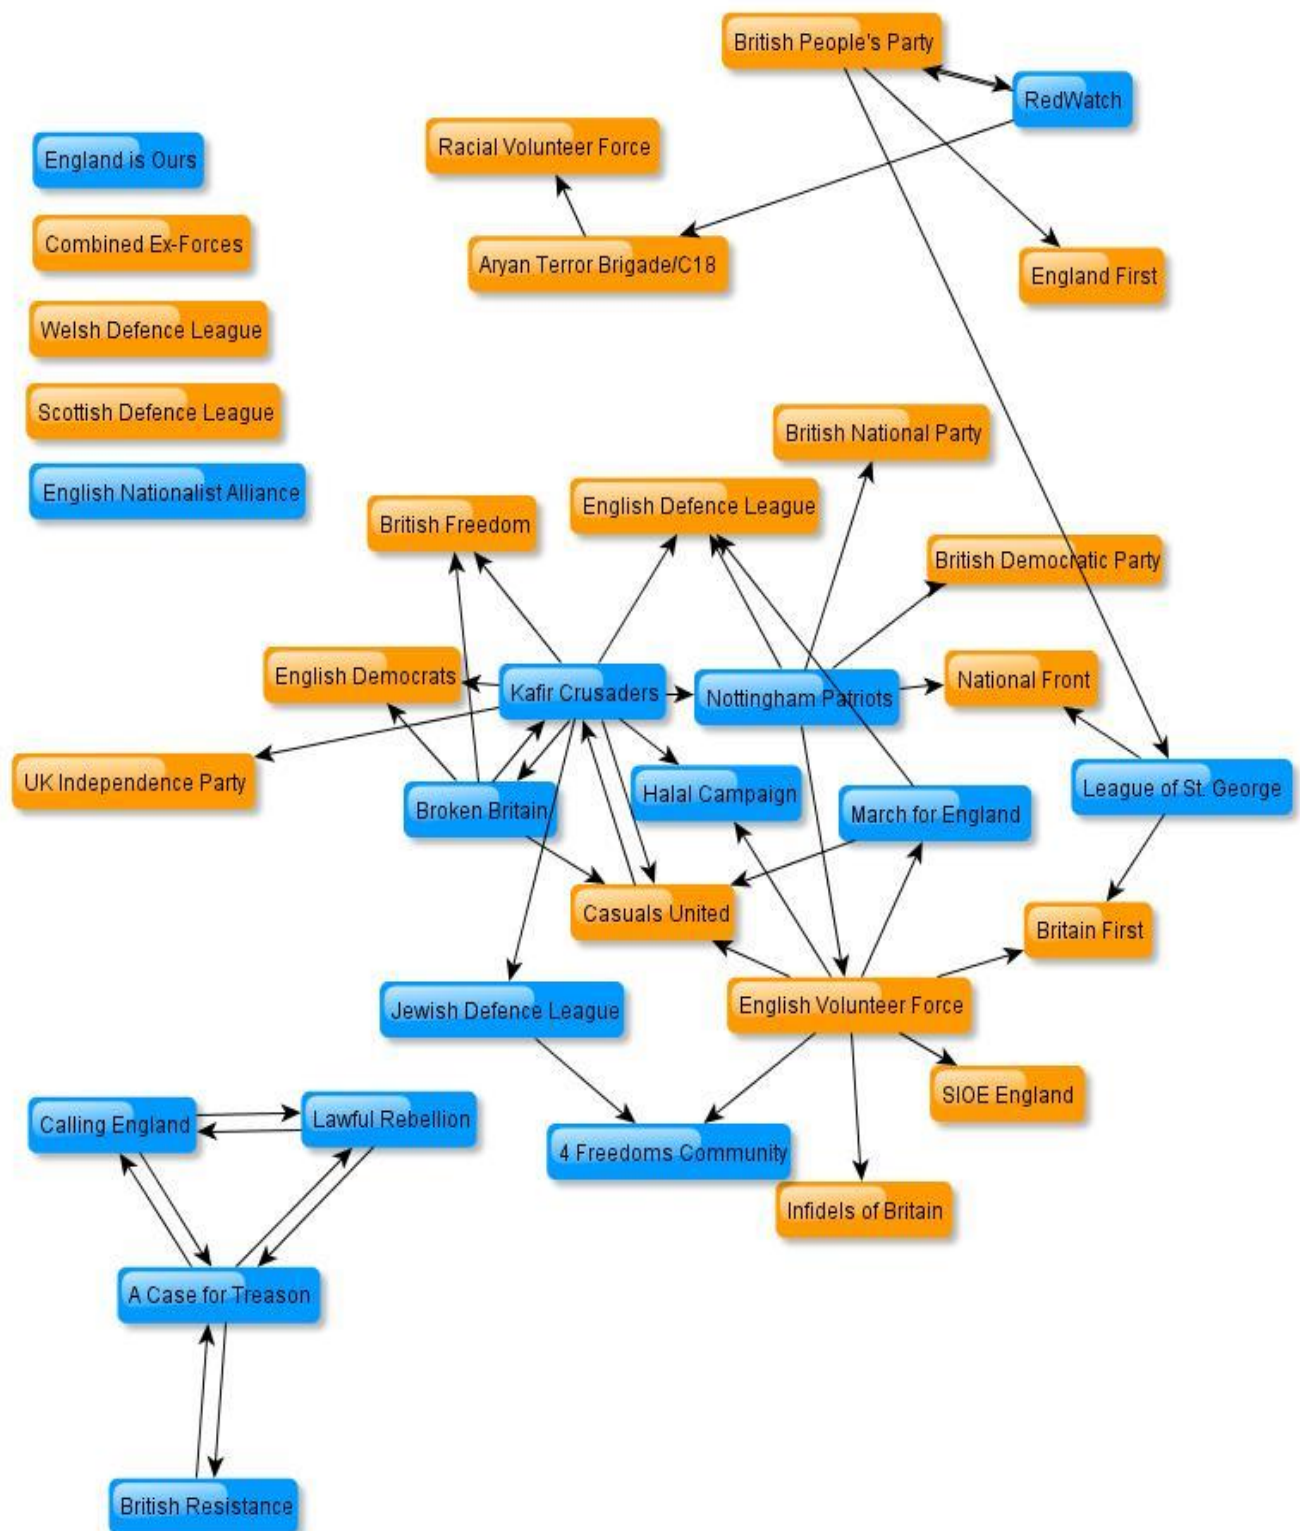 British People's Party
RedWatch
Racial Volunteer Force
England is Ours
Combined Ex-Forces
Aryan Terror Brigade/C18
England First
Welsh Defence League
Scottish Defence League
British National Party
English Nationalist Alliance
English Defence League
British Freedom
British Democratic Party
English Democrats
Kafir Crusaders
Nottingham Patriots
National Front
UK Independence Party
Broken Britain
Halal Campaign
March for England
League of St. George
Casuals United
Britain First
Jewish Defence League
English Volunteer Force
SIOE England
Calling England
Lawful Rebellion
4 Freedoms Community
Infidels of Britain
A Case for Treason
British Resistance